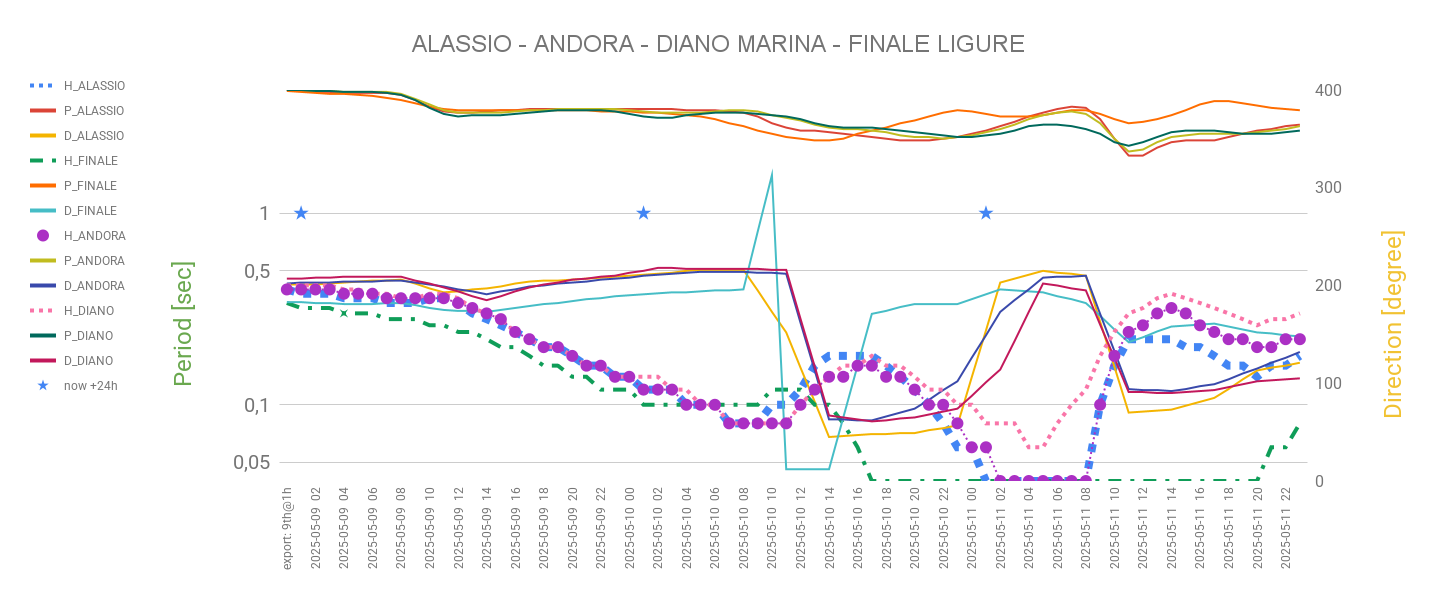 ALASSIO - ANDORA - DIANO MARINA - FINALE LIGURE
H_ALASSIO
P_ALASSIO
D_ALASSIO
H_FINALE
P_FINALE
D_FINALE
H_ANDORA
P_ANDORA
D_ANDORA
H_DIANO
P_DIANO
D_DIANO
now +24h
Period [sec]
1
0,5
0,1
0,05
400
300
200
100
0
Direction [degree]
export: 9th@1h
2025-05-09 02
2025-05-09 04
2025-05-09 06
2025-05-09 08
2025-05-09 10
2025-05-09 12
2025-05-09 14
2025-05-09 16
2025-05-09 18
2025-05-09 20
2025-05-09 22
2025-05-10 00
2025-05-10 02
2025-05-10 04
2025-05-10 06
2025-05-10 08
2025-05-10 10
2025-05-10 12
2025-05-10 14
2025-05-10 16
2025-05-10 18
2025-05-10 20
2025-05-10 22
2025-05-11 00
2025-05-11 02
2025-05-11 04
2025-05-11 06
2025-05-11 08
2025-05-11 10
2025-05-11 12
2025-05-11 14
2025-05-11 16
2025-05-11 18
2025-05-11 20
2025-05-11 22